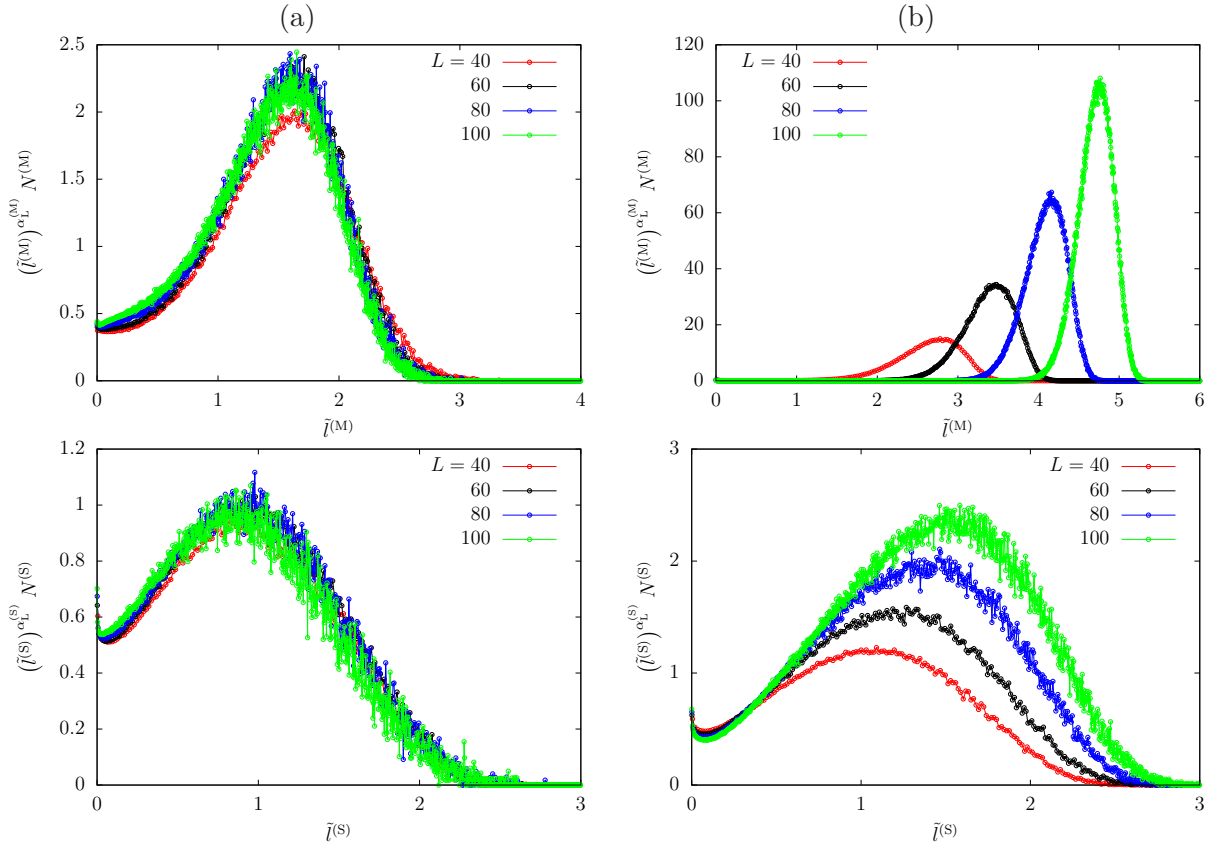 (a)
2.5
2
1.5
1
0.5
0
0 1 2 3 4
L = 40
60
80
100
(l̃^(M))^{α_L^(M)} N^(M)
l̃^(M)
(b)
120
100
80
60
40
20
0
0 1 2 3 4 5 6
L = 40
60
80
100
(l̃^(M))^{α_L^(M)} N^(M)
l̃^(M)
1.2
1
0.8
0.6
0.4
0.2
0
0 1 2 3
L = 40
60
80
100
(l̃^(S))^{α_L^(S)} N^(S)
l̃^(S)
3
2
1
0
0 1 2 3
L = 40
60
80
100
(l̃^(S))^{α_L^(S)} N^(S)
l̃^(S)